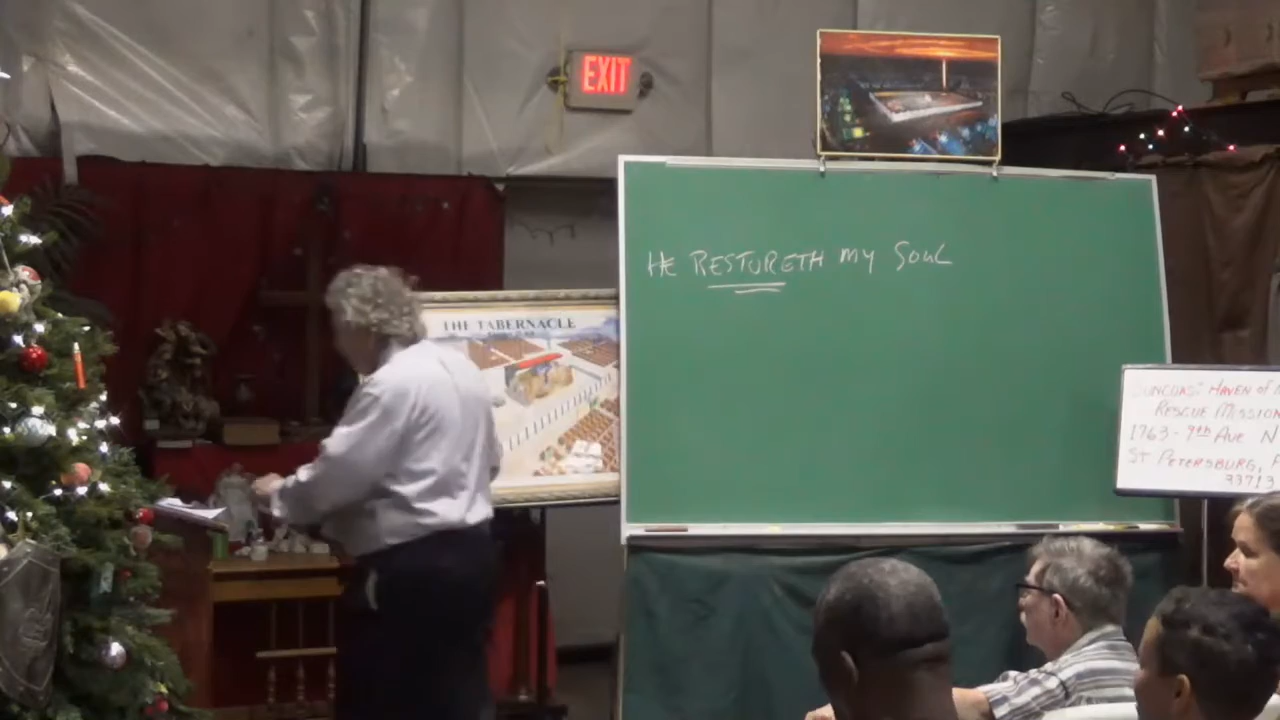 EXIT
THE TABERNACLE
HE RESTORETH MY SOUL
SUNCOAST HAVEN OF
RESCUE MISSION
1763 - 9th AVE N
ST PETERSBURG, F
33713